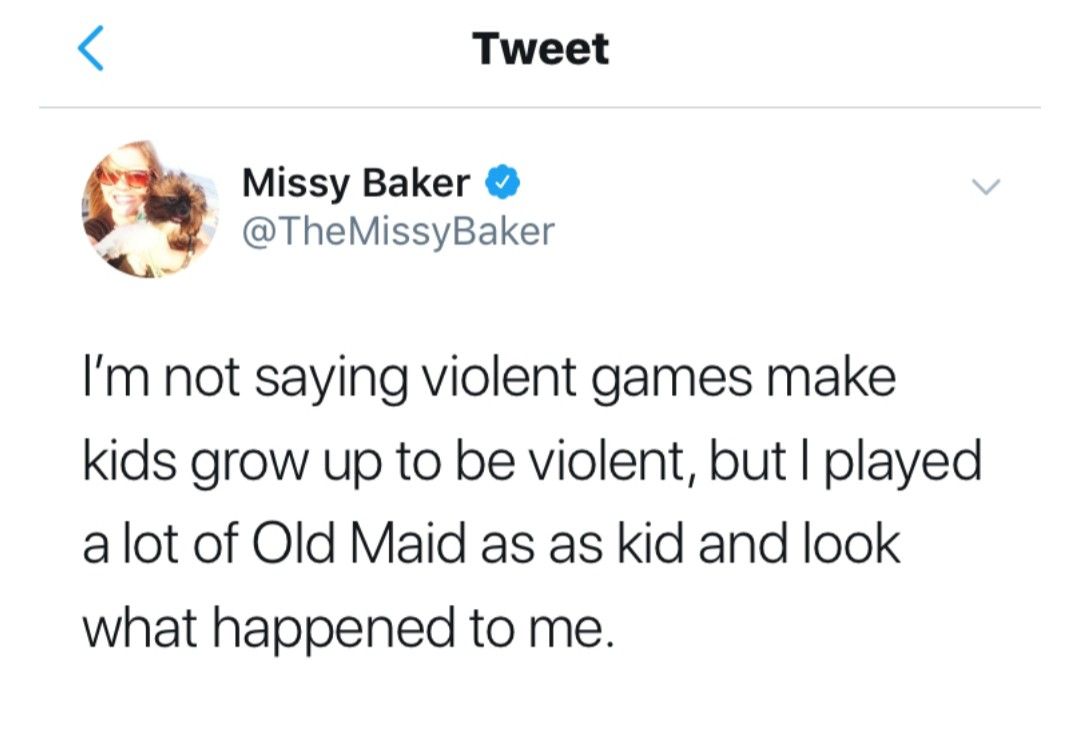 Tweet
Missy Baker
@TheMissyBaker
I'm not saying violent games make
kids grow up to be violent, but I played
a lot of Old Maid as as kid and look
what happened to me.